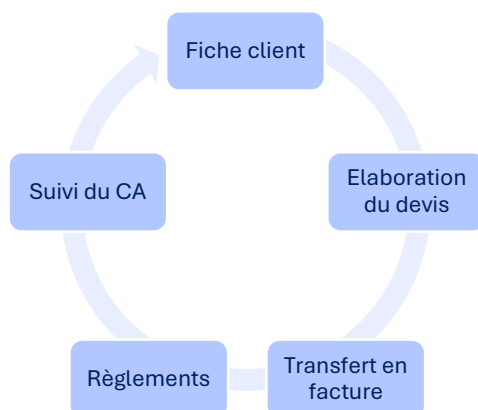 Fiche client
Elaboration
du devis
Transfert en
facture
Règlements
Suivi du CA